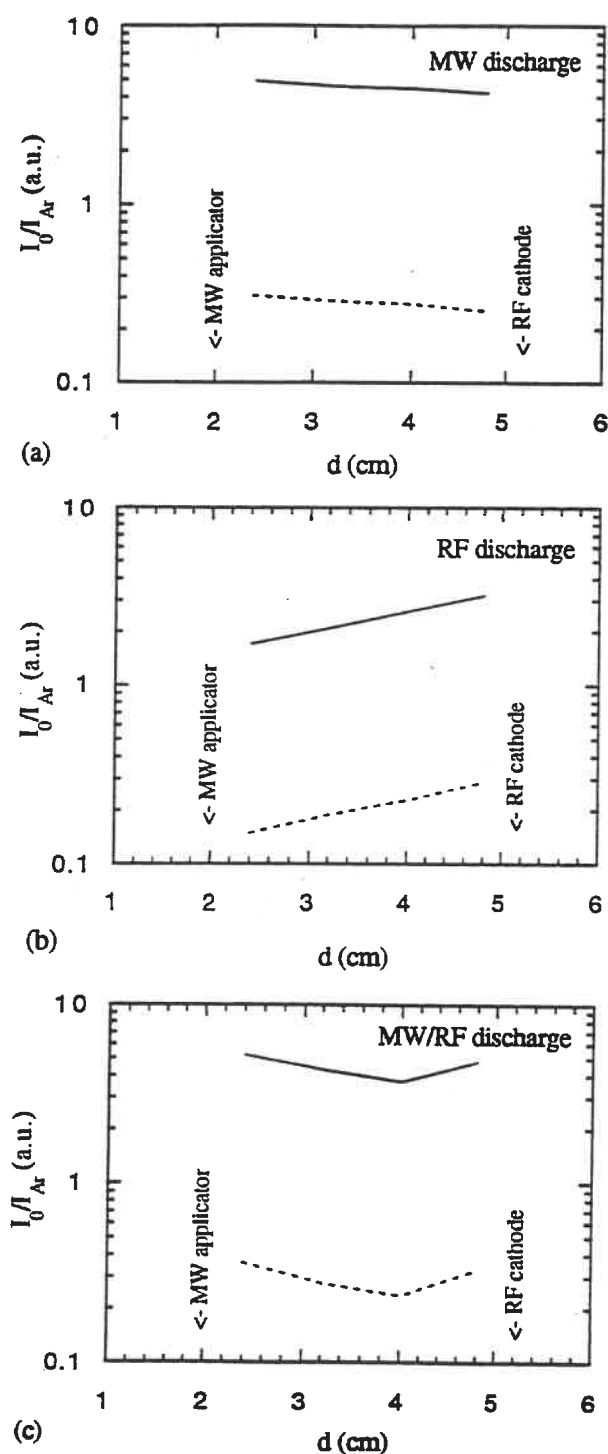 10
MW discharge
I0/IAr (a.u.)
1
<- MW applicator
<- RF cathode
0.1
1 2 3 4 5 6
(a)
d (cm)
10
RF discharge
I0/IAr (a.u.)
1
<- MW applicator
<- RF cathode
0.1
1 2 3 4 5 6
(b)
d (cm)
10
MW/RF discharge
I0/IAr (a.u.)
1
<- MW applicator
<- RF cathode
0.1
1 2 3 4 5 6
(c)
d (cm)